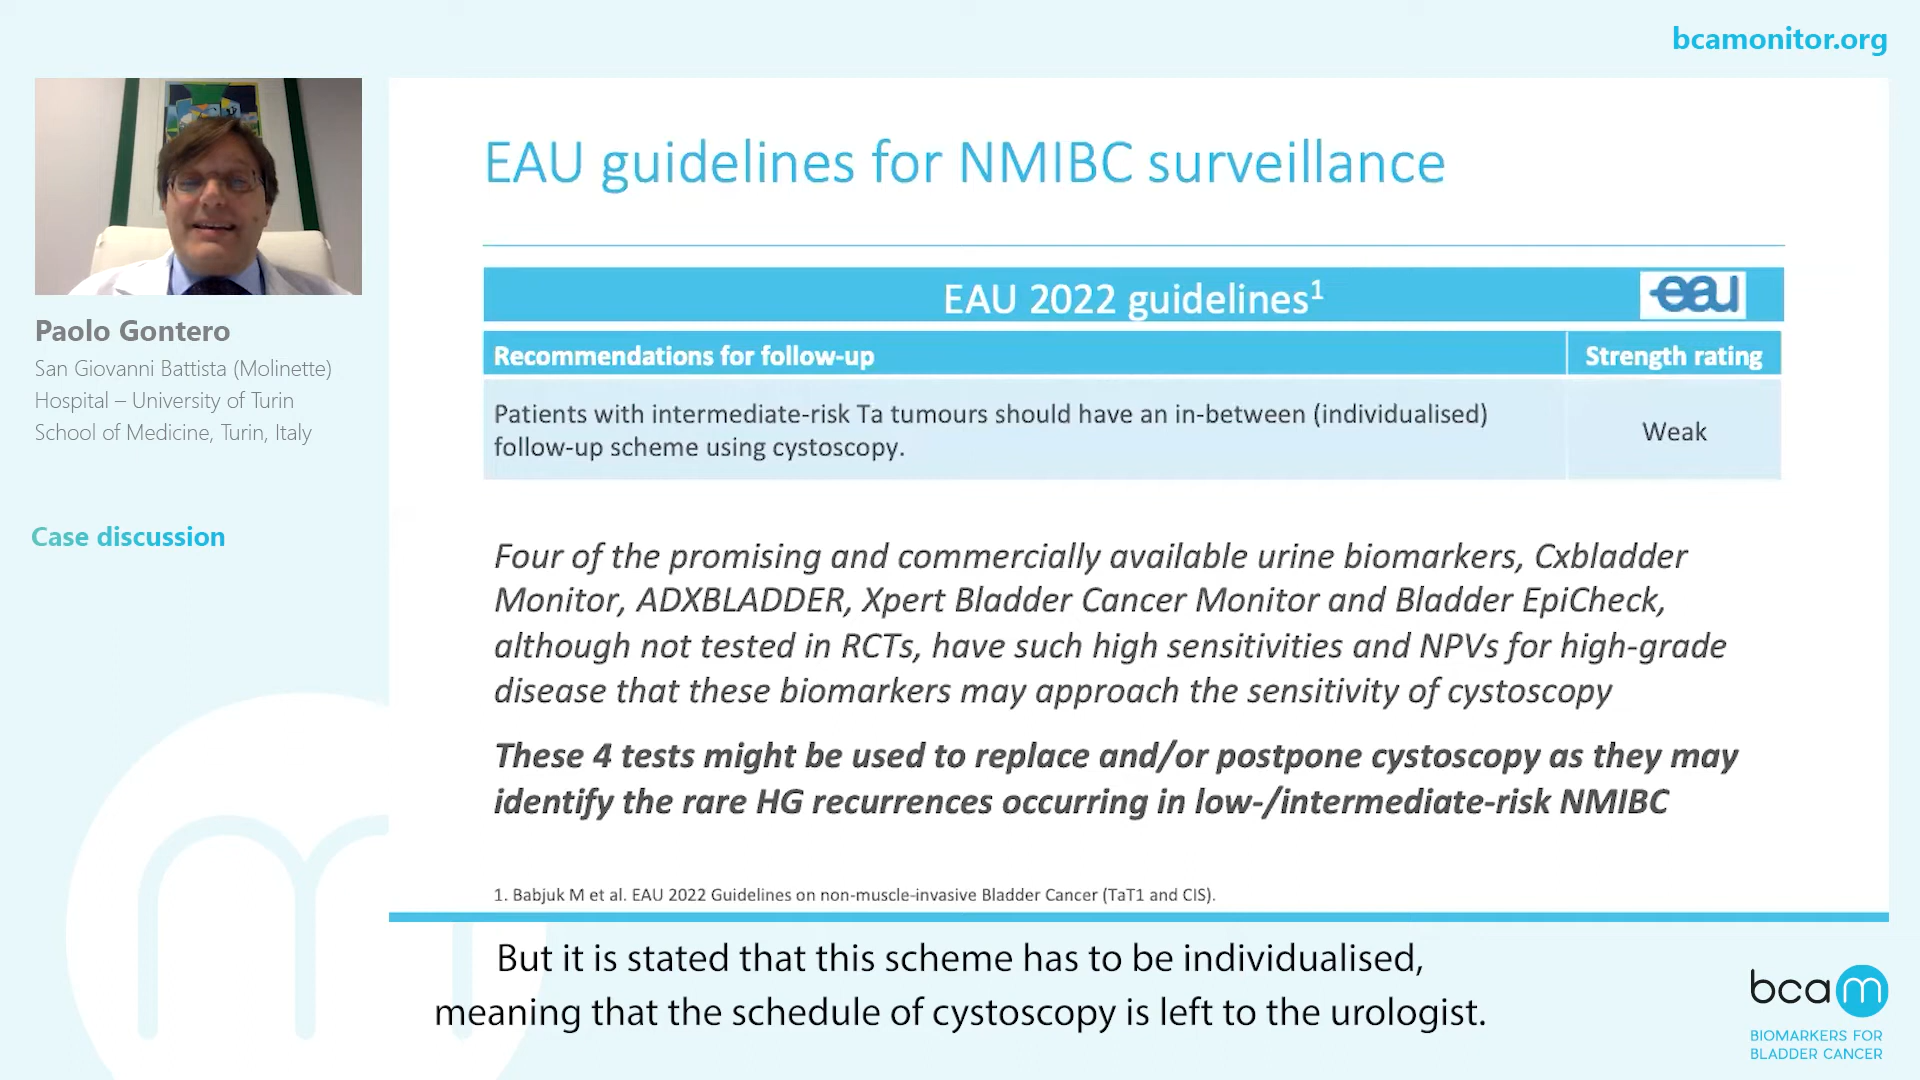 bcamonitor.org
Paolo Gontero
San Giovanni Battista (Molinette)
Hospital – University of Turin
School of Medicine, Turin, Italy
Case discussion
EAU guidelines for NMIBC surveillance
EAU 2022 guidelines¹
eau
Recommendations for follow-up
Strength rating
Patients with intermediate-risk Ta tumours should have an in-between (individualised)
follow-up scheme using cystoscopy.
Weak
Four of the promising and commercially available urine biomarkers, Cxbladder
Monitor, ADXBLADDER, Xpert Bladder Cancer Monitor and Bladder EpiCheck,
although not tested in RCTs, have such high sensitivities and NPVs for high-grade
disease that these biomarkers may approach the sensitivity of cystoscopy
These 4 tests might be used to replace and/or postpone cystoscopy as they may
identify the rare HG recurrences occurring in low-/intermediate-risk NMIBC
1. Babjuk M et al. EAU 2022 Guidelines on non-muscle-invasive Bladder Cancer (TaT1 and CIS).
But it is stated that this scheme has to be individualised,
meaning that the schedule of cystoscopy is left to the urologist.
bcam
BIOMARKERS FOR
BLADDER CANCER